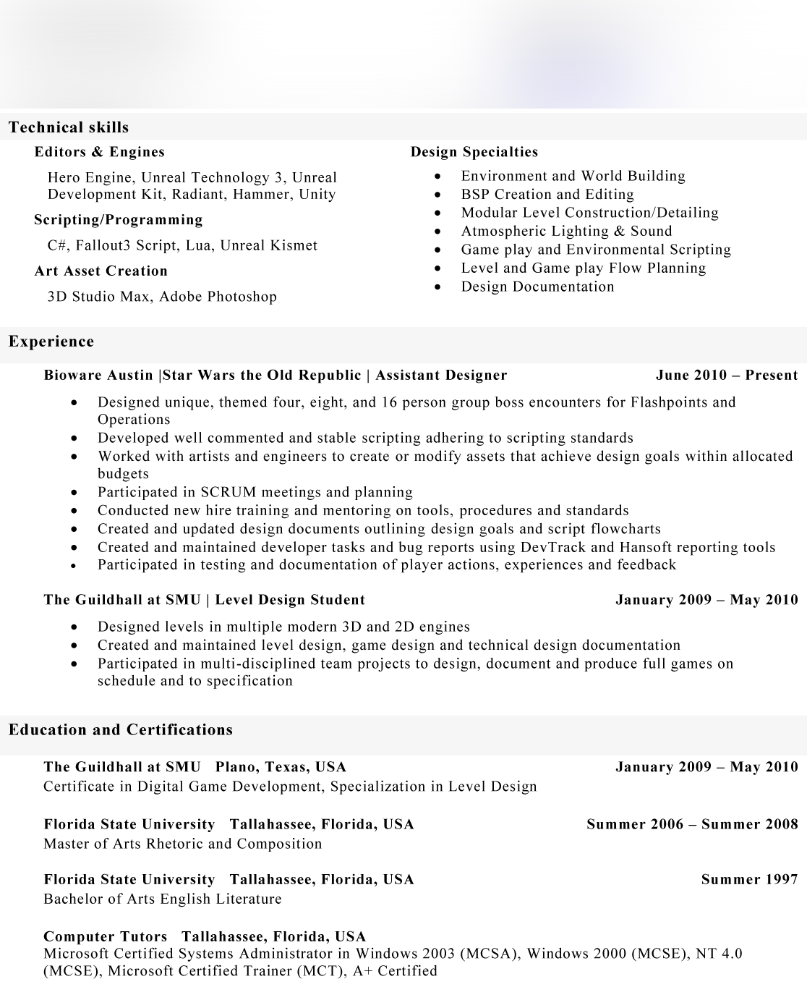 Technical skills
Editors & Engines
Hero Engine, Unreal Technology 3, Unreal
Development Kit, Radiant, Hammer, Unity
Scripting/Programming
C#, Fallout3 Script, Lua, Unreal Kismet
Art Asset Creation
3D Studio Max, Adobe Photoshop
Design Specialties
• Environment and World Building
• BSP Creation and Editing
• Modular Level Construction/Detailing
• Atmospheric Lighting & Sound
• Game play and Environmental Scripting
• Level and Game play Flow Planning
• Design Documentation
Experience
Bioware Austin |Star Wars the Old Republic | Assistant Designer June 2010 – Present
• Designed unique, themed four, eight, and 16 person group boss encounters for Flashpoints and
Operations
• Developed well commented and stable scripting adhering to scripting standards
• Worked with artists and engineers to create or modify assets that achieve design goals within allocated
budgets
• Participated in SCRUM meetings and planning
• Conducted new hire training and mentoring on tools, procedures and standards
• Created and updated design documents outlining design goals and script flowcharts
• Created and maintained developer tasks and bug reports using DevTrack and Hansoft reporting tools
• Participated in testing and documentation of player actions, experiences and feedback
The Guildhall at SMU | Level Design Student January 2009 – May 2010
• Designed levels in multiple modern 3D and 2D engines
• Created and maintained level design, game design and technical design documentation
• Participated in multi-disciplined team projects to design, document and produce full games on
schedule and to specification
Education and Certifications
The Guildhall at SMU Plano, Texas, USA January 2009 – May 2010
Certificate in Digital Game Development, Specialization in Level Design
Florida State University Tallahassee, Florida, USA Summer 2006 – Summer 2008
Master of Arts Rhetoric and Composition
Florida State University Tallahassee, Florida, USA Summer 1997
Bachelor of Arts English Literature
Computer Tutors Tallahassee, Florida, USA
Microsoft Certified Systems Administrator in Windows 2003 (MCSA), Windows 2000 (MCSE), NT 4.0
(MCSE), Microsoft Certified Trainer (MCT), A+ Certified